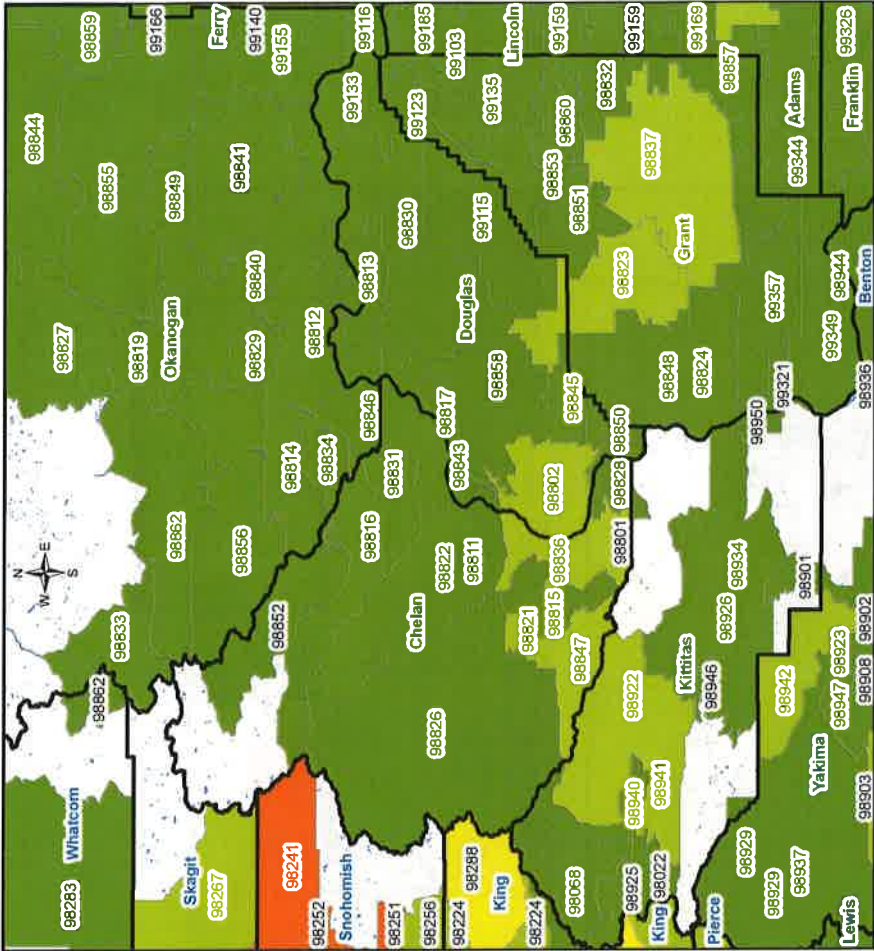 N
98844
W E
98827
S
98283 Whatcom
98859
98862
98855
98833
98819
99166
98862 Okanogan 98849
Skagit
98267 Ferry
98856 98841
98829 98840 99140
98852 99155
98241 98814
98252 98812
98834
Snohomish 99133
98816 98846 98813 99116
98251 98831
98830
Chelan 99123
99185
98256 98826
98822 98817
99103
98224 98843
Douglas
98288 98811
99115
99135
98858
King
Lincoln
98821
98224
98802
98815 98853
98838 99159
98860
98068 98845
98847 98851
98832
98801 98828 98850
98823
98925 98940 98922 99159
98837
King 98022 98941
98848
Kittitas Grant
99169
98824
98946
Pierce
98926 98857
98934
98929
98950
98929 99357
98942 99321
99344 Adams
98937
98901
Yakima
99349
98944
98947 98923
99326
Lewis Franklin
98903 98908 98902 98936 Benton